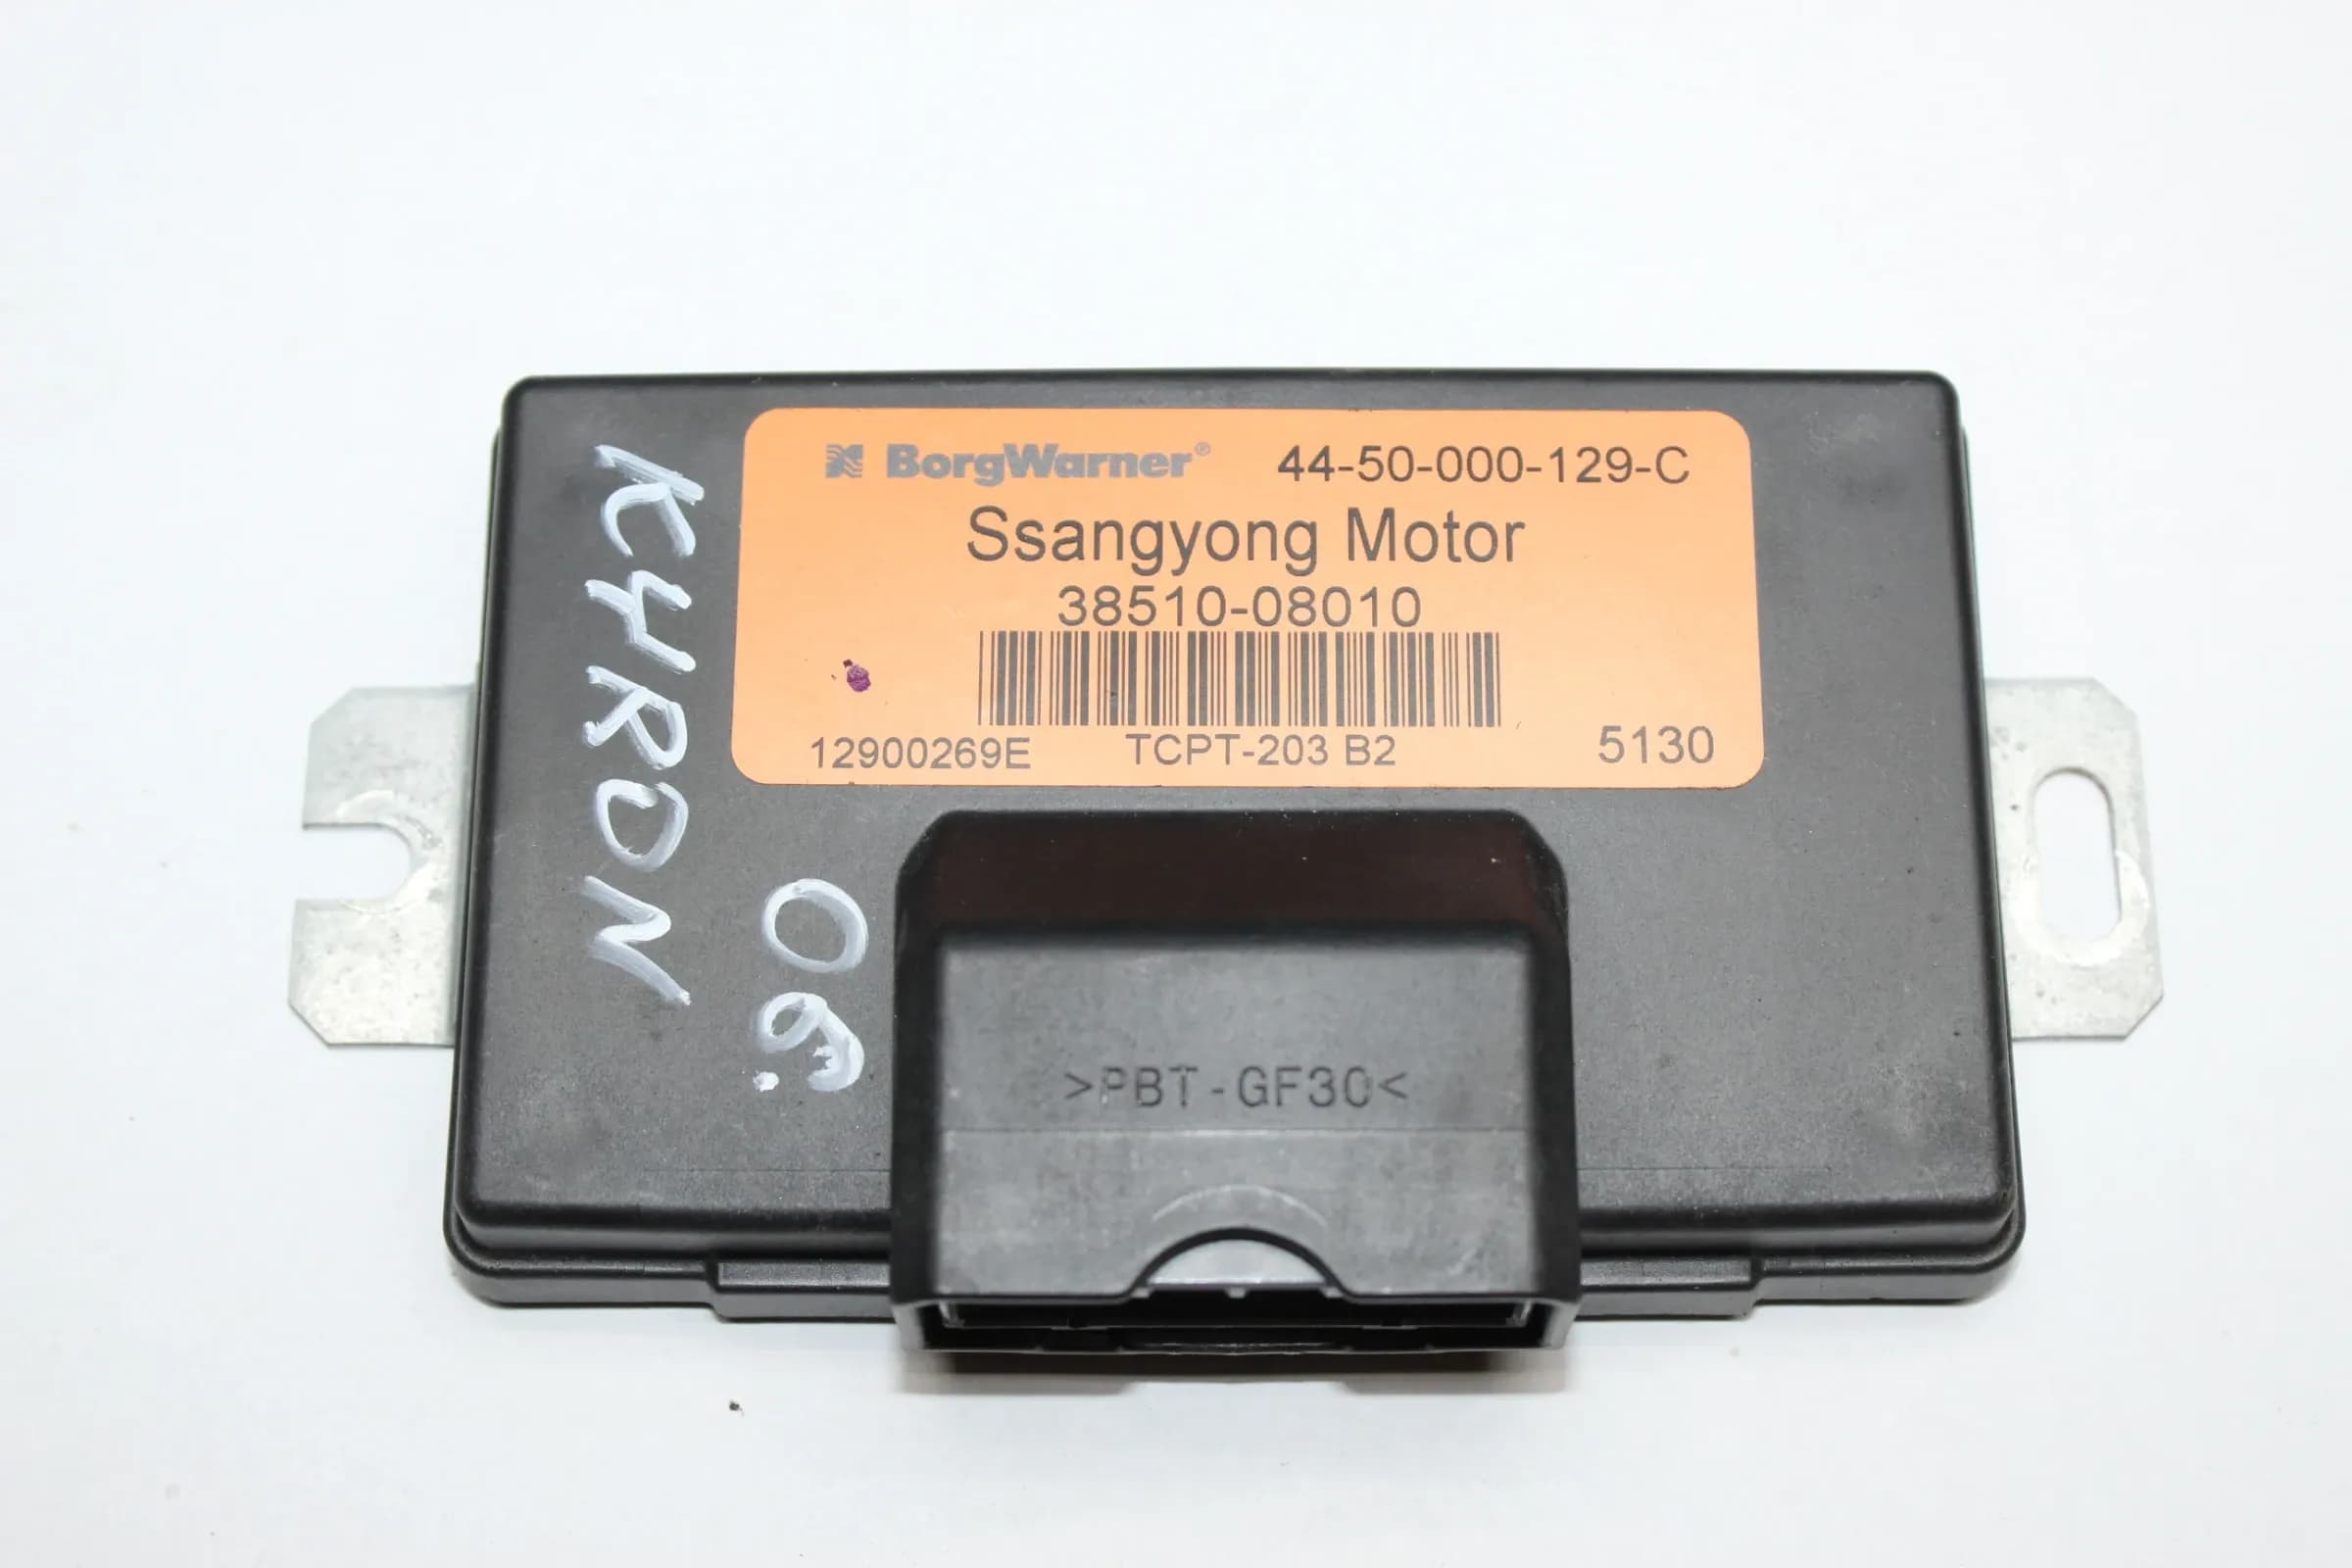 BorgWarner® 44-50-000-129-C
Ssangyong Motor
38510-08010
12900269E TCPT-203 B2 5130
KYRON
06.
>PBT-GF30<